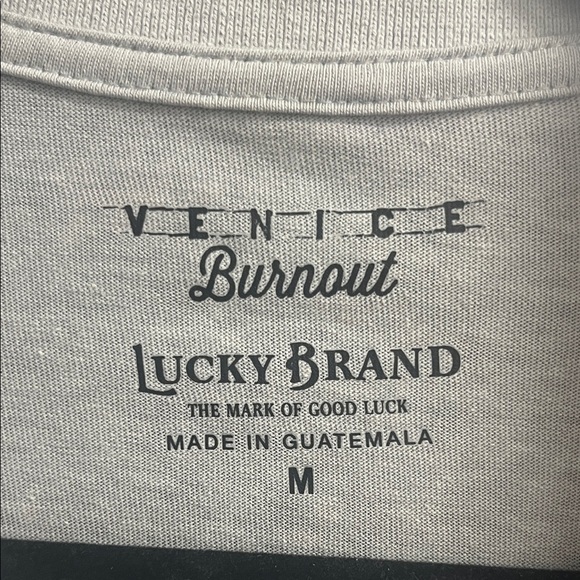 VENICE
Burnout
LUCKY BRAND
THE MARK OF GOOD LUCK
MADE IN GUATEMALA
M